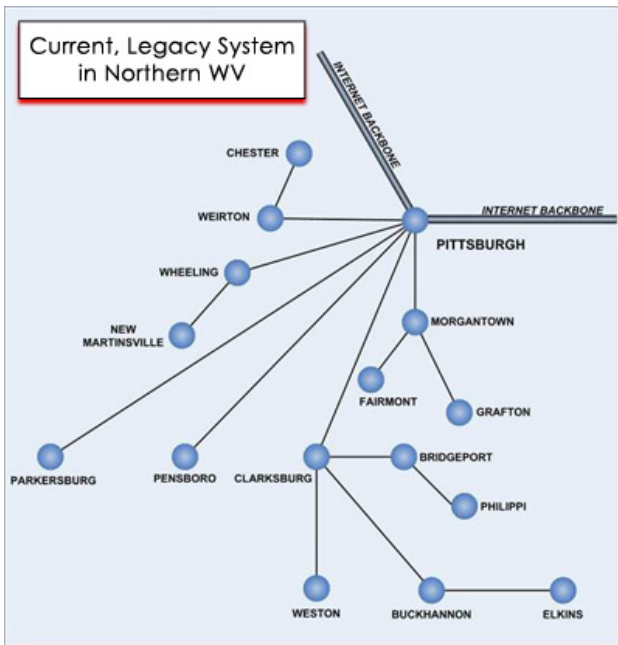 Current, Legacy System
in Northern WV
INTERNET BACKBONE
CHESTER
WEIRTON
INTERNET BACKBONE
PITTSBURGH
WHEELING
NEW
MARTINSVILLE
MORGANTOWN
FAIRMONT
GRAFTON
PARKERSBURG
PENSBORO
CLARKSBURG
BRIDGEPORT
PHILIPPI
WESTON
BUCKHANNON
ELKINS